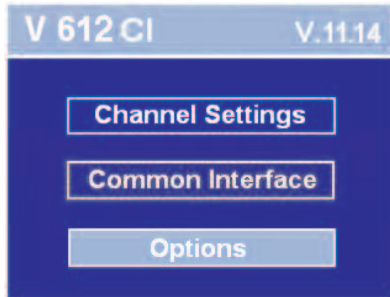 V 612 CI V.11.14
Channel Settings
Common Interface
Options